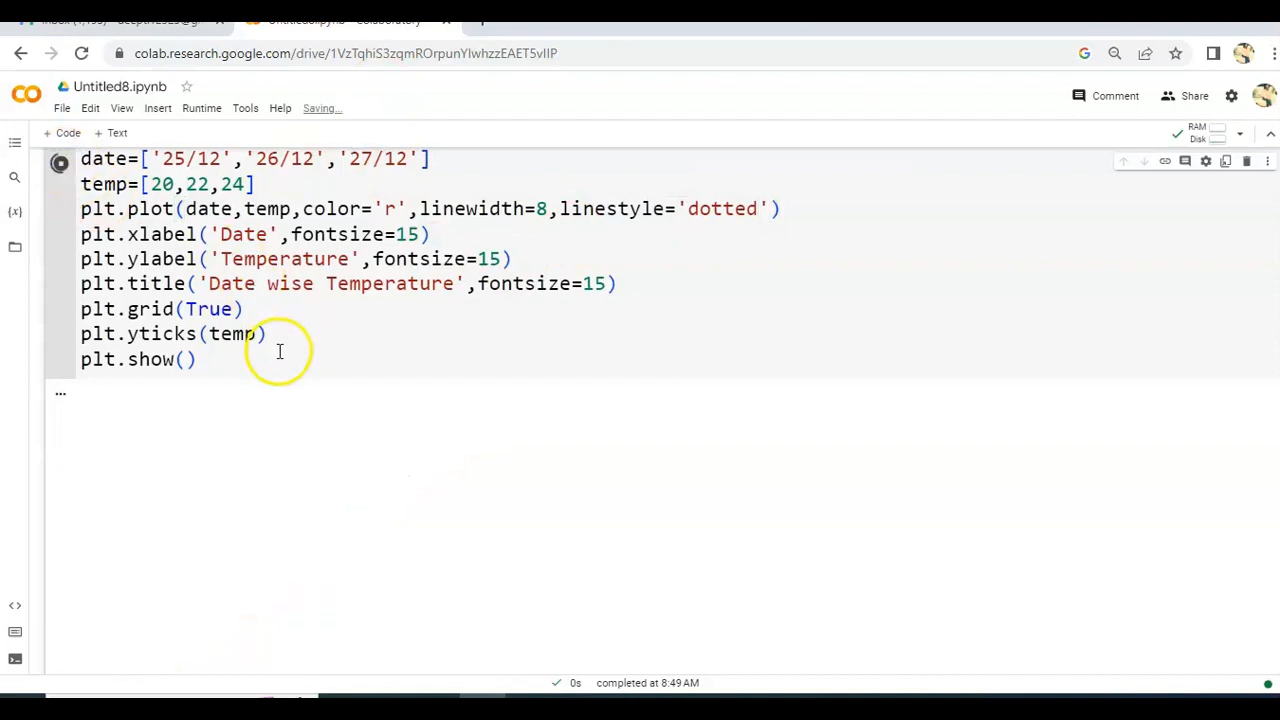 colab.research.google.com/drive/1VzTqhiS3zqmROrpunYlwhzzEAET5vIIP
Untitled8.ipynb
Comment
Share
File Edit View Insert Runtime Tools Help Saving...
+ Code + Text
RAM
Disk
date=['25/12','26/12','27/12']
temp=[20,22,24]
plt.plot(date,temp,color='r',linewidth=8,linestyle='dotted')
plt.xlabel('Date',fontsize=15)
plt.ylabel('Temperature',fontsize=15)
plt.title('Date wise Temperature',fontsize=15)
plt.grid(True)
plt.yticks(temp)
plt.show()
...
0s completed at 8:49 AM